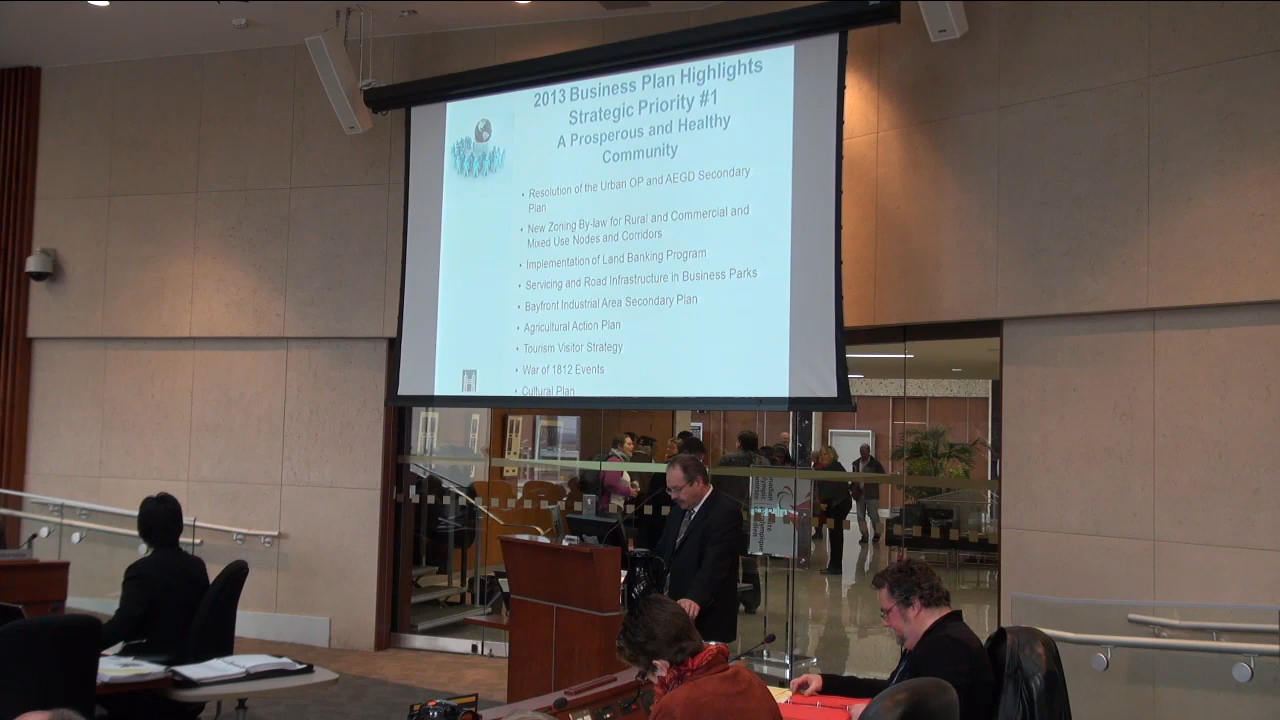 2013 Business Plan Highlights
Strategic Priority #1
A Prosperous and Healthy
Community
• Resolution of the Urban OP and AEGD Secondary
Plan
• New Zoning By-law for Rural and Commercial and
Mixed Use Nodes and Corridors
• Implementation of Land Banking Program
• Servicing and Road Infrastructure in Business Parks
• Bayfront Industrial Area Secondary Plan
• Agricultural Action Plan
• Tourism Visitor Strategy
• War of 1812 Events
• Cultural Plan